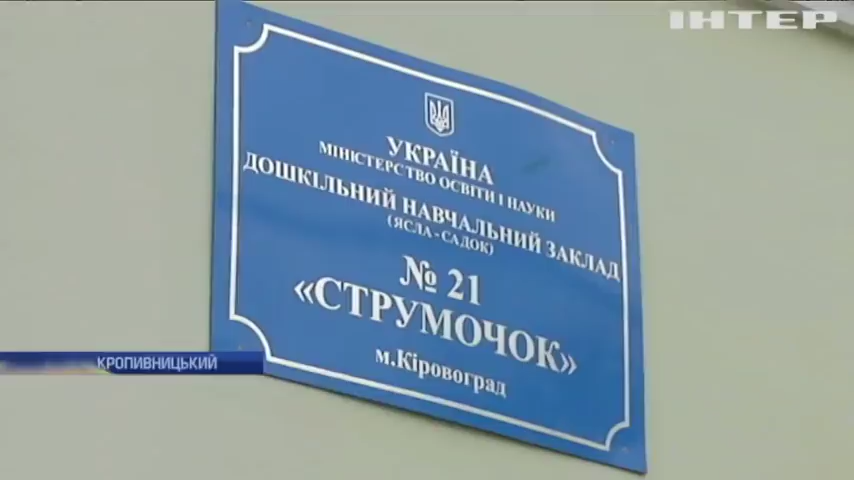 ІНТЕР
УКРАЇНА
МІНІСТЕРСТВО ОСВІТИ І НАУКИ
ДОШКІЛЬНИЙ НАВЧАЛЬНИЙ ЗАКЛАД
(ЯСЛА-САДОК)
№ 21
«СТРУМОЧОК»
м.Кіровоград
КРОПИВНИЦЬКИЙ